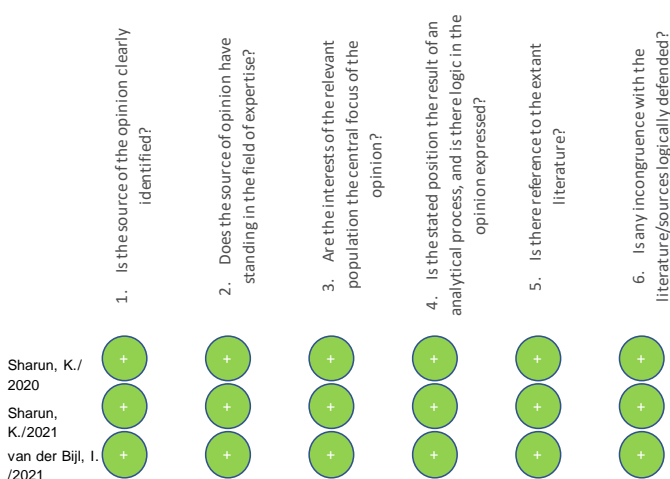 1. Is the source of the opinion clearly
identified?
2. Does the source of opinion have
standing in the field of expertise?
3. Are the interests of the relevant
population the central focus of the
opinion?
4. Is the stated position the result of an
analytical process, and is there logic in the
opinion expressed?
5. Is there reference to the extant
literature?
6. Is any incongruence with the
literature/sources logically defended?
Sharun, K./
2020
+ + + + + +
Sharun,
K./2021
+ + + + + +
van der Bijl, I.
/2021
+ + + + + +